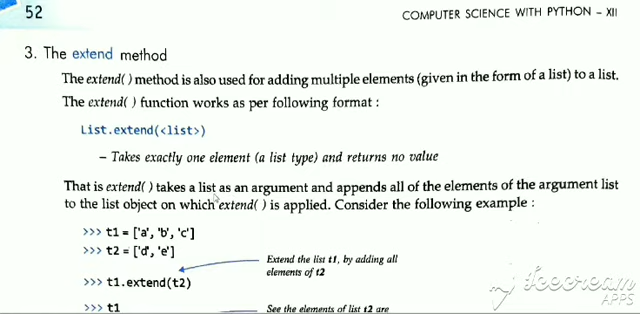 52
COMPUTER SCIENCE WITH PYTHON – XII
3. The extend method
The extend( ) method is also used for adding multiple elements (given in the form of a list) to a list.
The extend( ) function works as per following format :
List.extend(<list>)
– Takes exactly one element (a list type) and returns no value
That is extend( ) takes a list as an argument and appends all of the elements of the argument list
to the list object on which extend( ) is applied. Consider the following example :
>>> t1 = ['a', 'b', 'c']
>>> t2 = ['d', 'e']
Extend the list t1, by adding all
elements of t2
>>> t1.extend(t2)
>>> t1
See the elements of list t2 are
Icecream
APPS